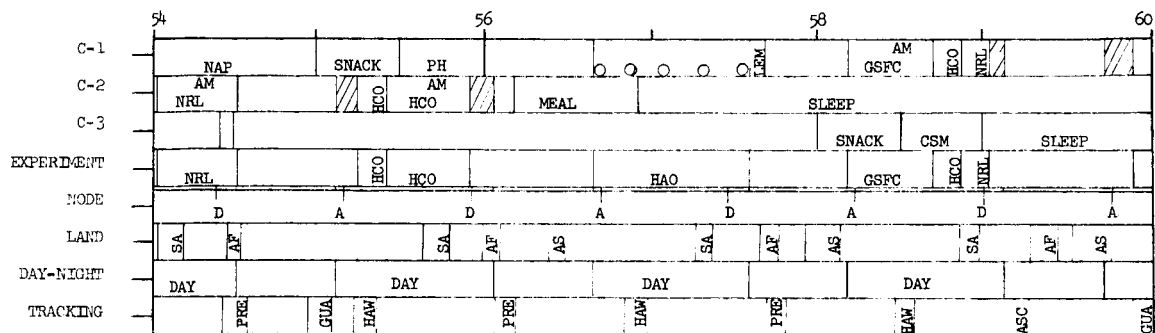 54 56 58 60
C-1 NAP SNACK PH LEM AM GSFC HCO NRL
C-2 AM NRL HCO AM HCO MEAL SLEEP
C-3 SNACK CSM SLEEP
EXPERIMENT NRL HCO HCO HAO GSFC HCO NRL
NODE D A D A D A D A
LAND SA AF SA AF AS SA AF AS SA AF AS
DAY-NIGHT DAY DAY DAY DAY
TRACKING PRE GUA HAW PRE HAW PRE HAW ASC GUA